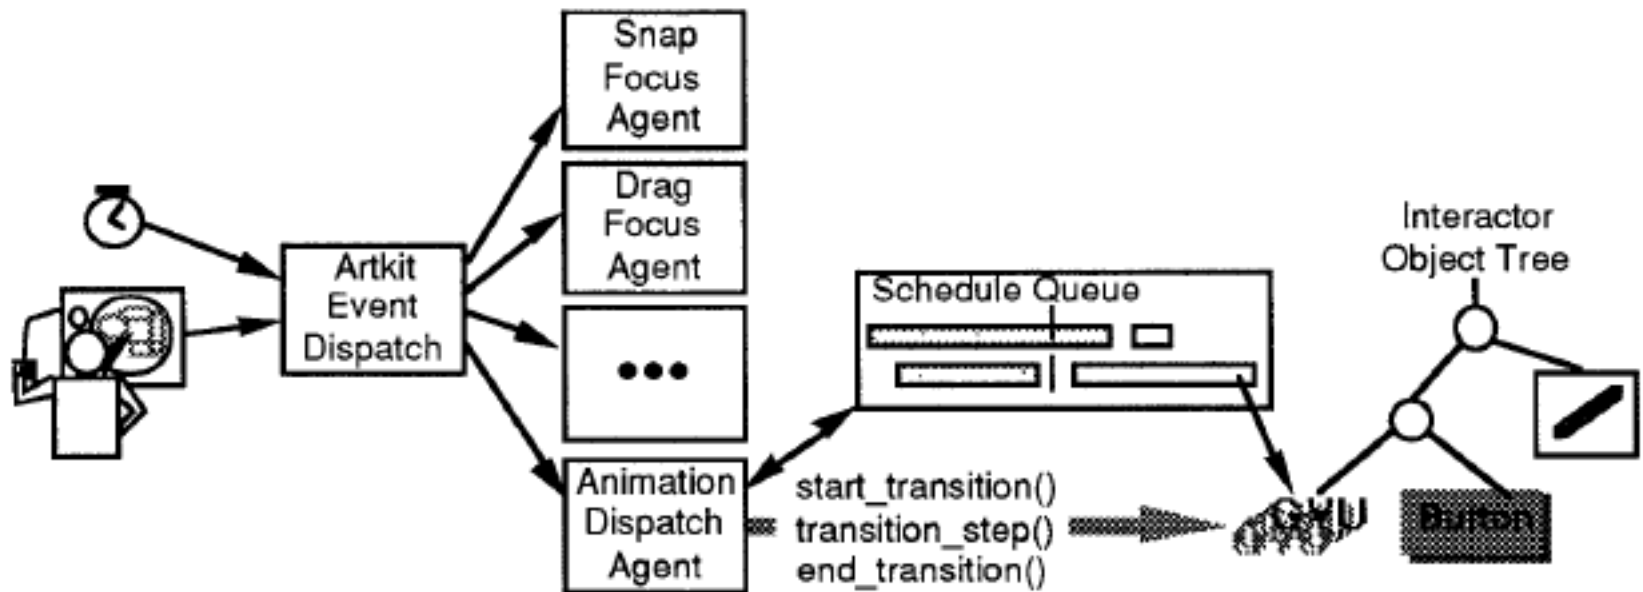 Snap
Focus
Agent
Drag
Focus
Agent
Artkit
Event
Dispatch
Interactor
Object Tree
Schedule Queue
Animation
Dispatch
Agent
start_transition()
transition_step()
end_transition()
GVU
Button